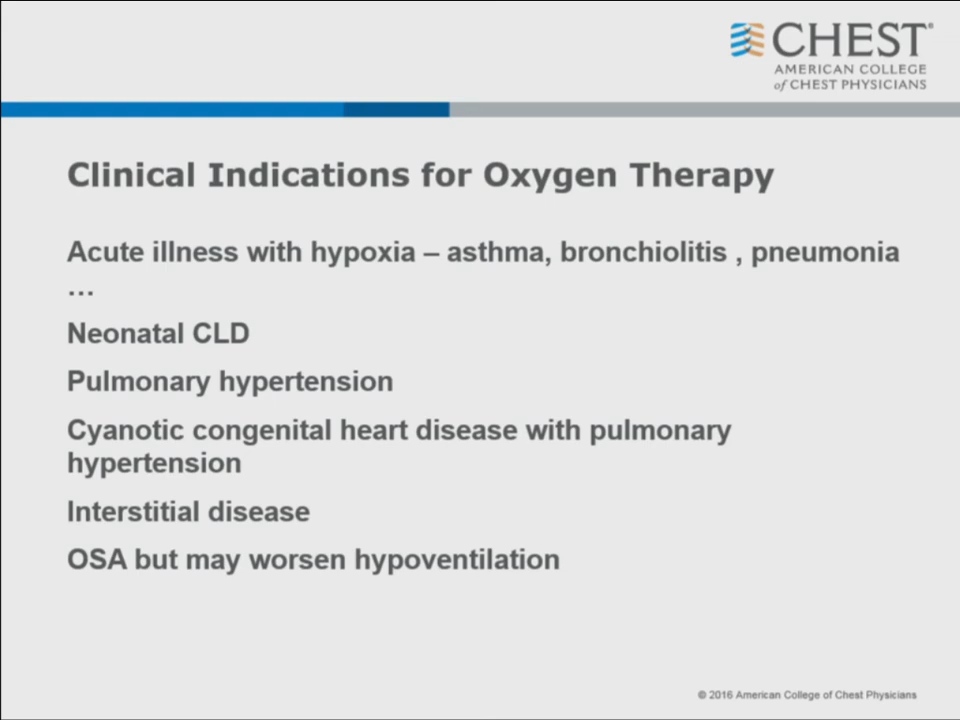 CHEST®
AMERICAN COLLEGE
of CHEST PHYSICIANS
Clinical Indications for Oxygen Therapy
Acute illness with hypoxia – asthma, bronchiolitis , pneumonia
…
Neonatal CLD
Pulmonary hypertension
Cyanotic congenital heart disease with pulmonary
hypertension
Interstitial disease
OSA but may worsen hypoventilation
© 2016 American College of Chest Physicians